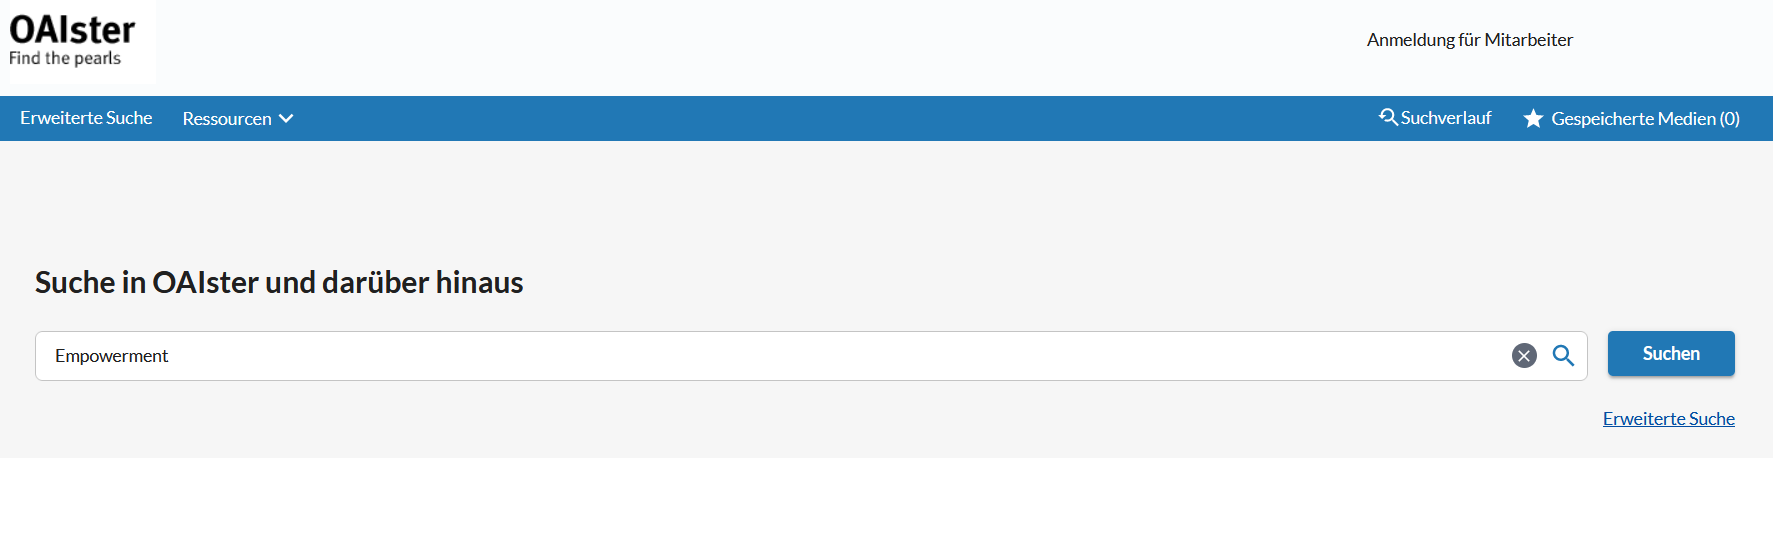 OAIster
Find the pearls
Anmeldung für Mitarbeiter
Erweiterte Suche Ressourcen Suchverlauf Gespeicherte Medien (0)
Suche in OAIster und darüber hinaus
Empowerment Suchen
Erweiterte Suche